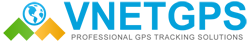 VNETGPS
PROFESSIONAL GPS TRACKING SOLUTIONS